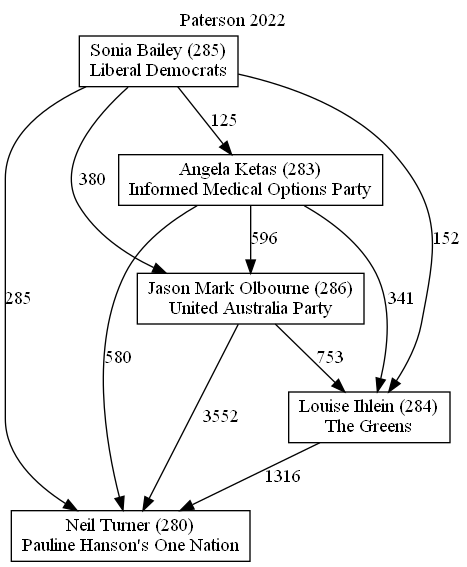 Paterson 2022
Sonia Bailey (285)
Liberal Democrats
125
Angela Ketas (283)
Informed Medical Options Party
380
152
596
Jason Mark Olbourne (286)
United Australia Party
285
341
580
753
Louise Ihlein (284)
The Greens
3552
1316
Neil Turner (280)
Pauline Hanson's One Nation